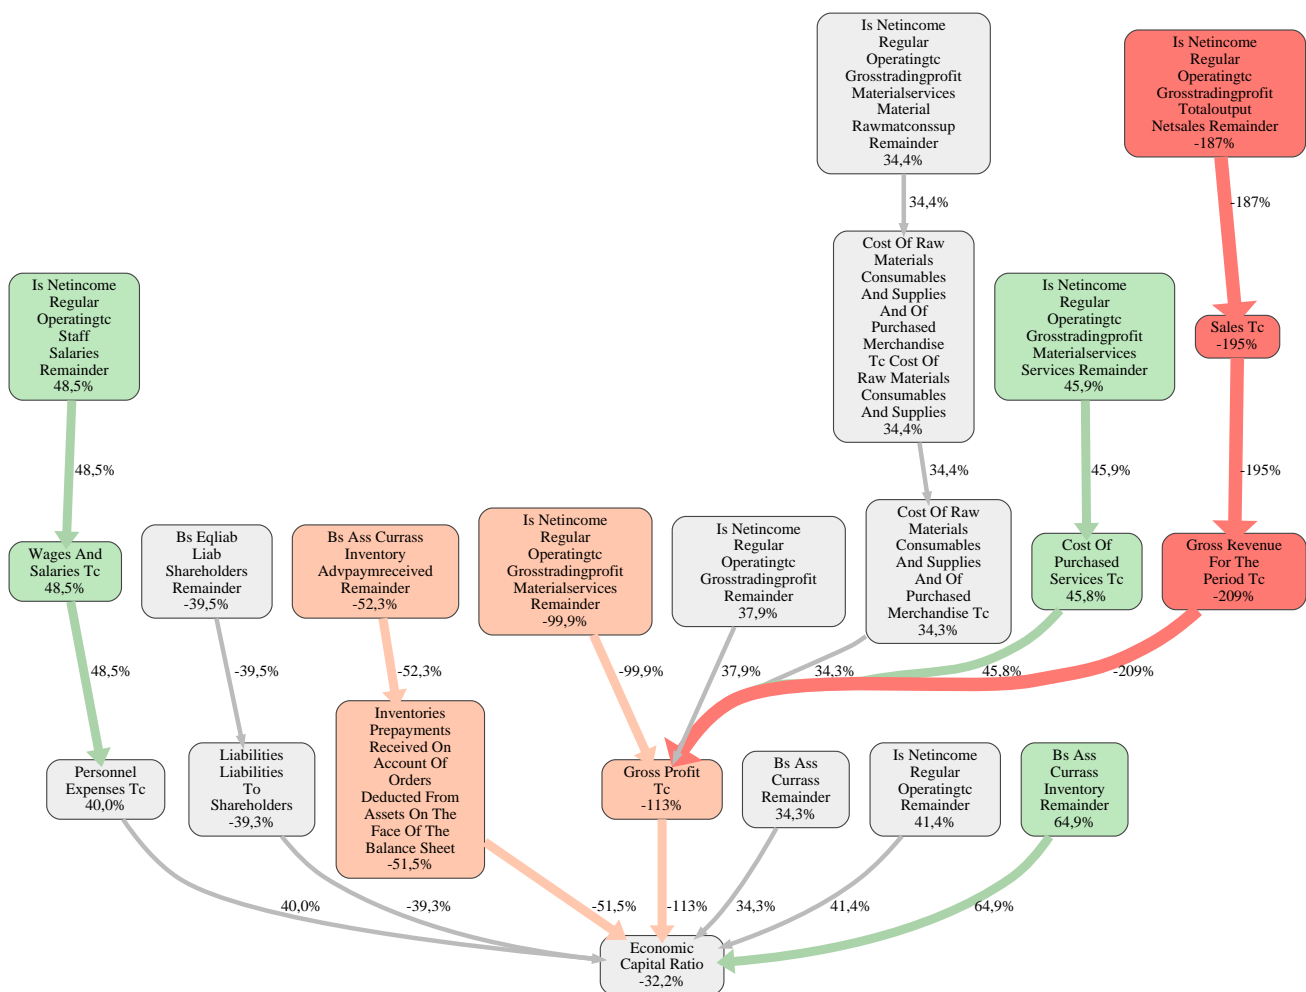 Is Netincome
Regular
Operatingtc
Grosstradingprofit
Materialservices
Material
Rawmatconssup
Remainder
34,4%
Is Netincome
Regular
Operatingtc
Grosstradingprofit
Totaloutput
Netsales Remainder
-187%
34,4%
-187%
Cost Of Raw
Materials
Consumables
And Supplies
And Of
Purchased
Merchandise
Tc Cost Of
Raw Materials
Consumables
And Supplies
34,4%
Is Netincome
Regular
Operatingtc
Staff
Salaries
Remainder
48,5%
Is Netincome
Regular
Operatingtc
Grosstradingprofit
Materialservices
Services Remainder
45,9%
Sales Tc
-195%
48,5%
34,4%
45,9%
-195%
Wages And
Salaries Tc
48,5%
Bs Eqliab
Liab
Shareholders
Remainder
-39,5%
Bs Ass Currass
Inventory
Advpaymreceived
Remainder
-52,3%
Is Netincome
Regular
Operatingtc
Grosstradingprofit
Materialservices
Remainder
-99,9%
Is Netincome
Regular
Operatingtc
Grosstradingprofit
Remainder
37,9%
Cost Of Raw
Materials
Consumables
And Supplies
And Of
Purchased
Merchandise Tc
34,3%
Cost Of
Purchased
Services Tc
45,8%
Gross Revenue
For The
Period Tc
-209%
48,5%
-39,5%
-52,3%
-99,9%
37,9%
34,3%
45,8%
-209%
Personnel
Expenses Tc
40,0%
Liabilities
Liabilities
To
Shareholders
-39,3%
Inventories
Prepayments
Received On
Account Of
Orders
Deducted From
Assets On The
Face Of The
Balance Sheet
-51,5%
Gross Profit
Tc
-113%
Bs Ass
Currass
Remainder
34,3%
Is Netincome
Regular
Operatingtc
Remainder
41,4%
Bs Ass
Currass
Inventory
Remainder
64,9%
40,0%
-39,3%
-51,5%
-113%
34,3%
41,4%
64,9%
Economic
Capital Ratio
-32,2%